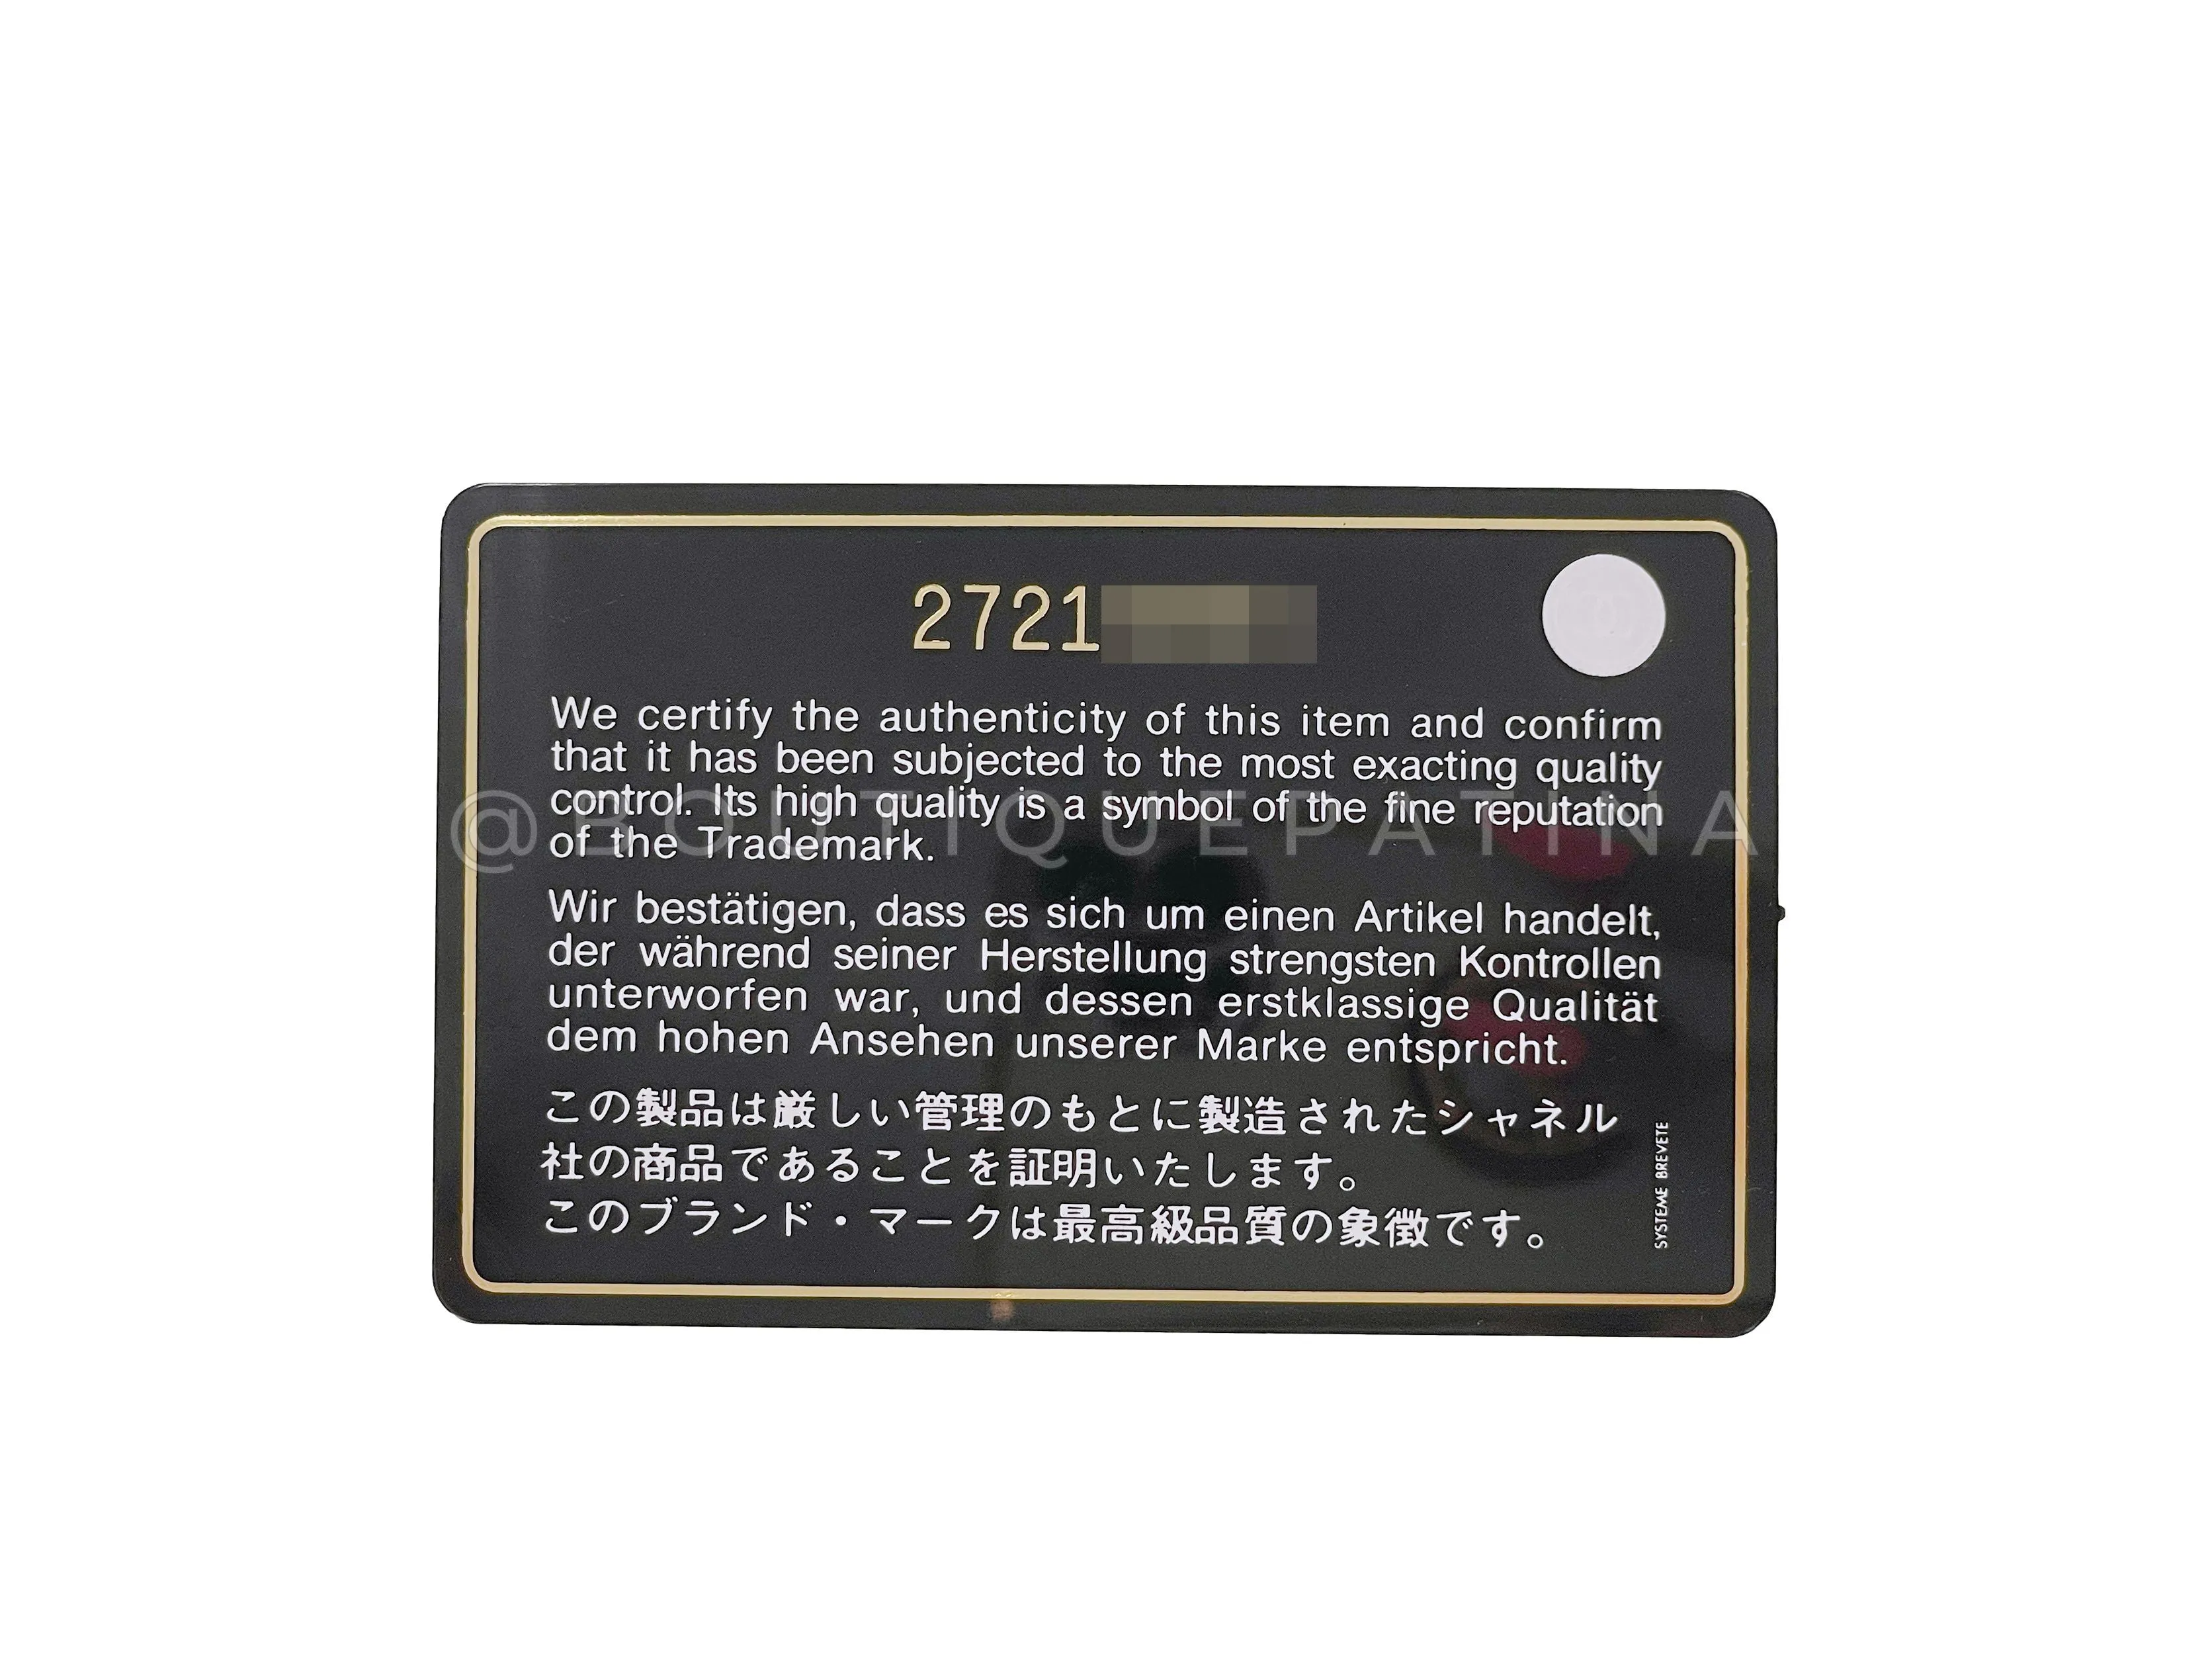 2721
We certify the authenticity of this item and confirm
that it has been subjected to the most exacting quality
control. Its high quality is a symbol of the fine reputation
of the Trademark.
@BOUTIQUEPATINA
Wir bestätigen, dass es sich um einen Artikel handelt,
der während seiner Herstellung strengsten Kontrollen
unterworfen war, und dessen erstklassige Qualität
dem hohen Ansehen unserer Marke entspricht.
この製品は厳しい管理のもとに製造されたシャネル
社の商品であることを証明いたします。
このブランド・マークは最高級品質の象徴です。
SYSTEME BREVETE